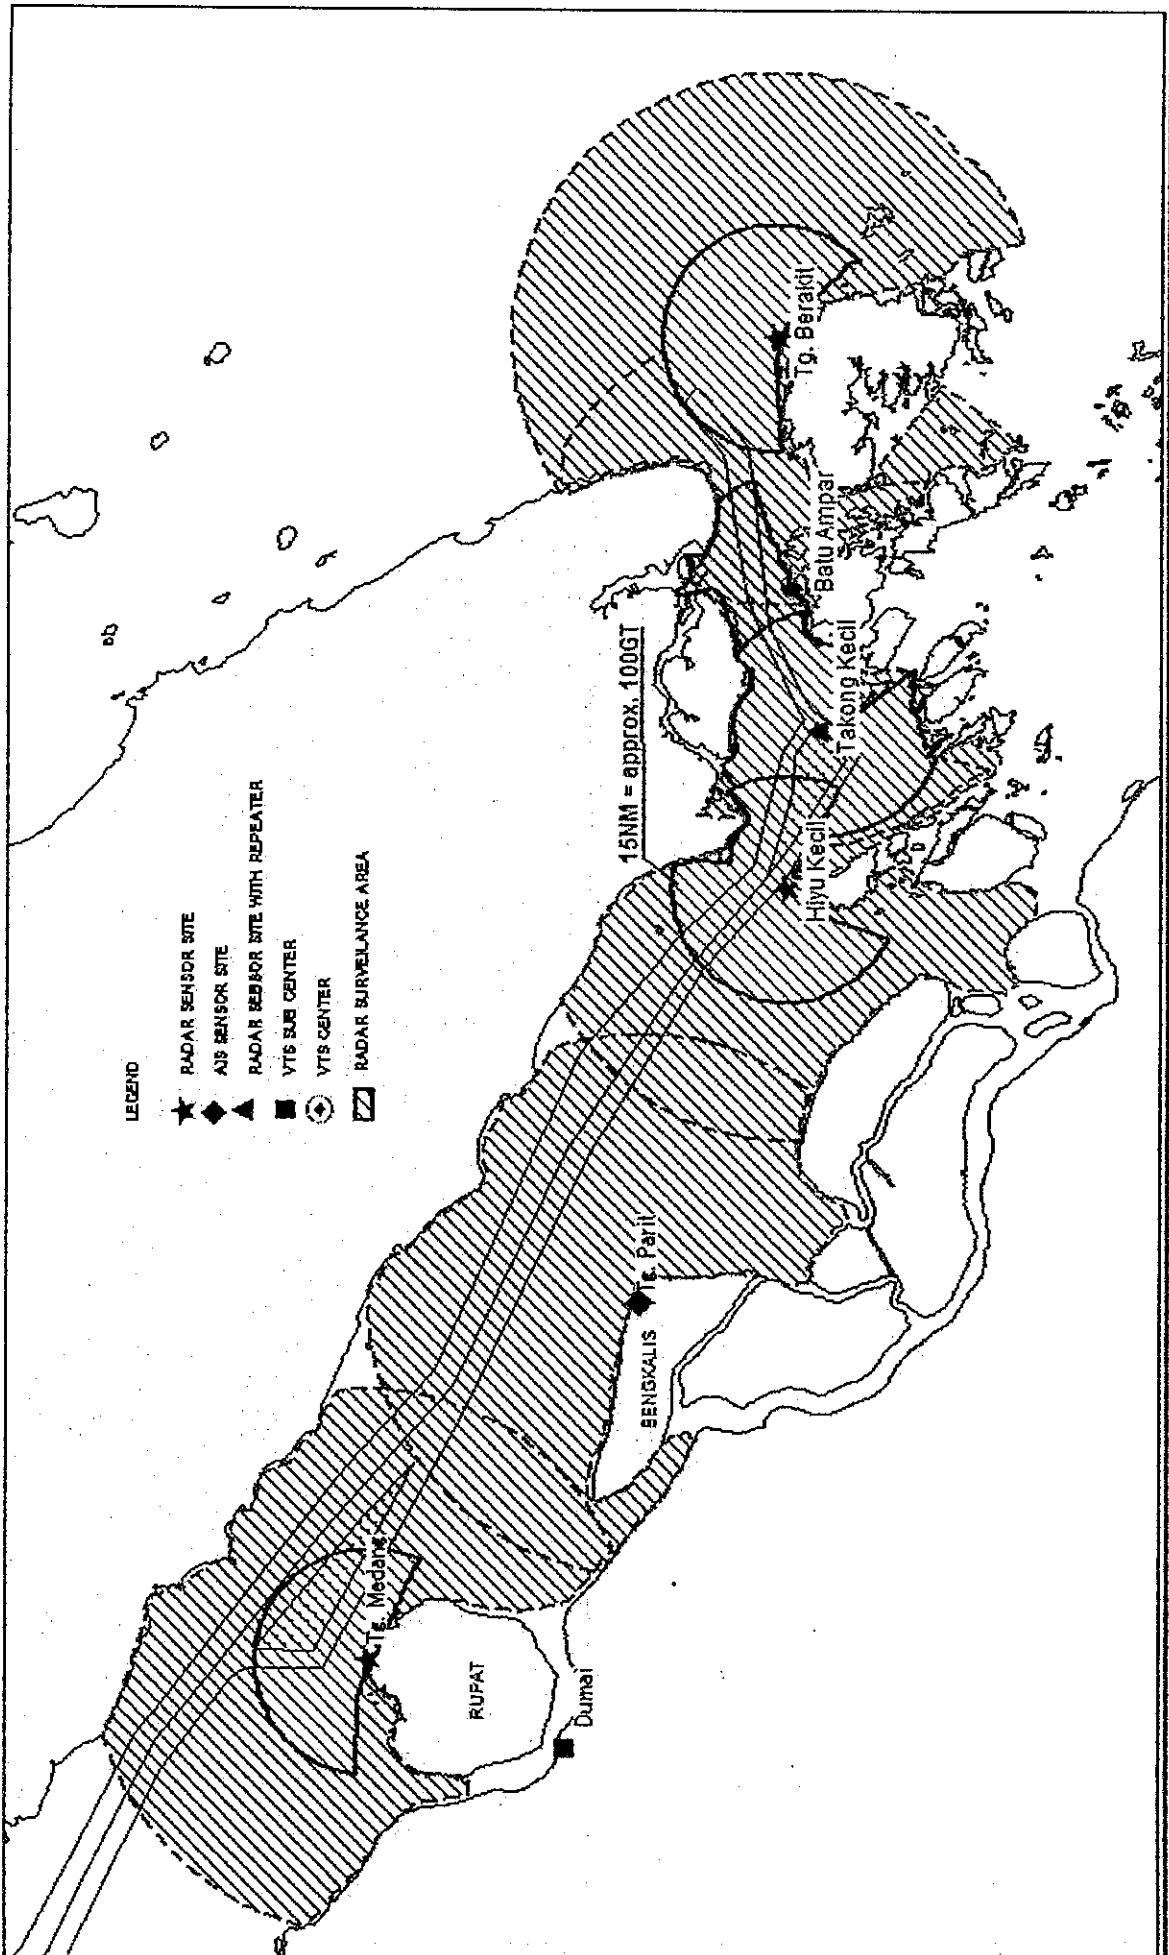 LEGEND
RADAR SENSOR SITE
AIS SENSOR SITE
RADAR SEBSOR SITE WITH REPEATER
VTS SUB CENTER
VTS CENTER
RADAR SURVEILANCE AREA
15NM = approx. 100GT
Tg. Medang
RUPAT
Dumai
BENGKALIS
Tg. Parit
Hiyu Kecil
Takong Kecil
Batu Ampar
Tg. Berakit